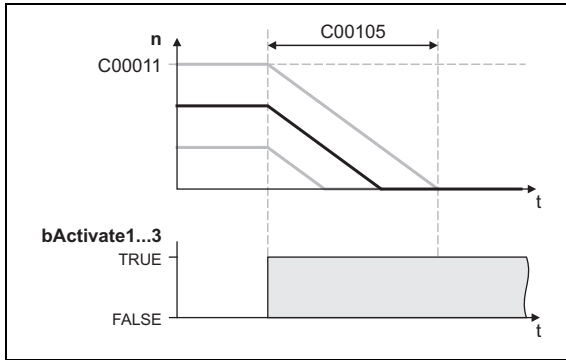 C00105
n
C00011
t
bActivate1...3
TRUE
FALSE
t